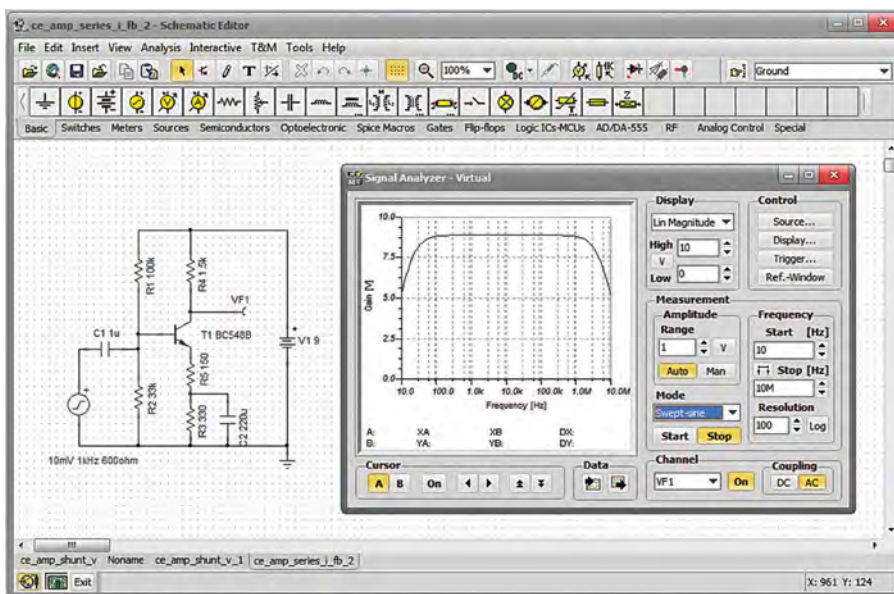 ce_amp_series_i_fb_2 - Schematic Editor
File Edit Insert View Analysis Interactive T&M Tools Help
T 100% DC Ground
Basic Switches Meters Sources Semiconductors Optoelectronic Spice Macros Gates Flip-flops Logic ICs-MCUs AD/DA-555 RF Analog Control Special
R1 100k
R4 1.5k
VF1
C1 1u
T1 BC548B
V1 9
R5 150
R2 33k
R3 330
C2 220u
10mV 1kHz 600ohm
Signal Analyzer - Virtual
10.0
7.5
5.0
2.5
0.0
Gain [V]
10.0 100.0 1.0k 10.0k 100.0k 1.0M 10.0M
Frequency [Hz]
A: XA: XB: DX:
B: YA: YB: DY:
Cursor
A B On
Data
Display
Lin Magnitude
High 10
V
Low 0
Control
Source...
Display...
Trigger...
Ref.-Window
Measurement
Amplitude
Range
1 V
Auto Man
Mode
Swept-sine
Start Stop
Frequency
Start [Hz]
10
Stop [Hz]
10M
Resolution
100 Log
Channel
VF1 On
Coupling
DC AC
ce_amp_shunt_v Noname ce_amp_shunt_v_1 ce_amp_series_i_fb_2
Exit
X: 961 Y: 124